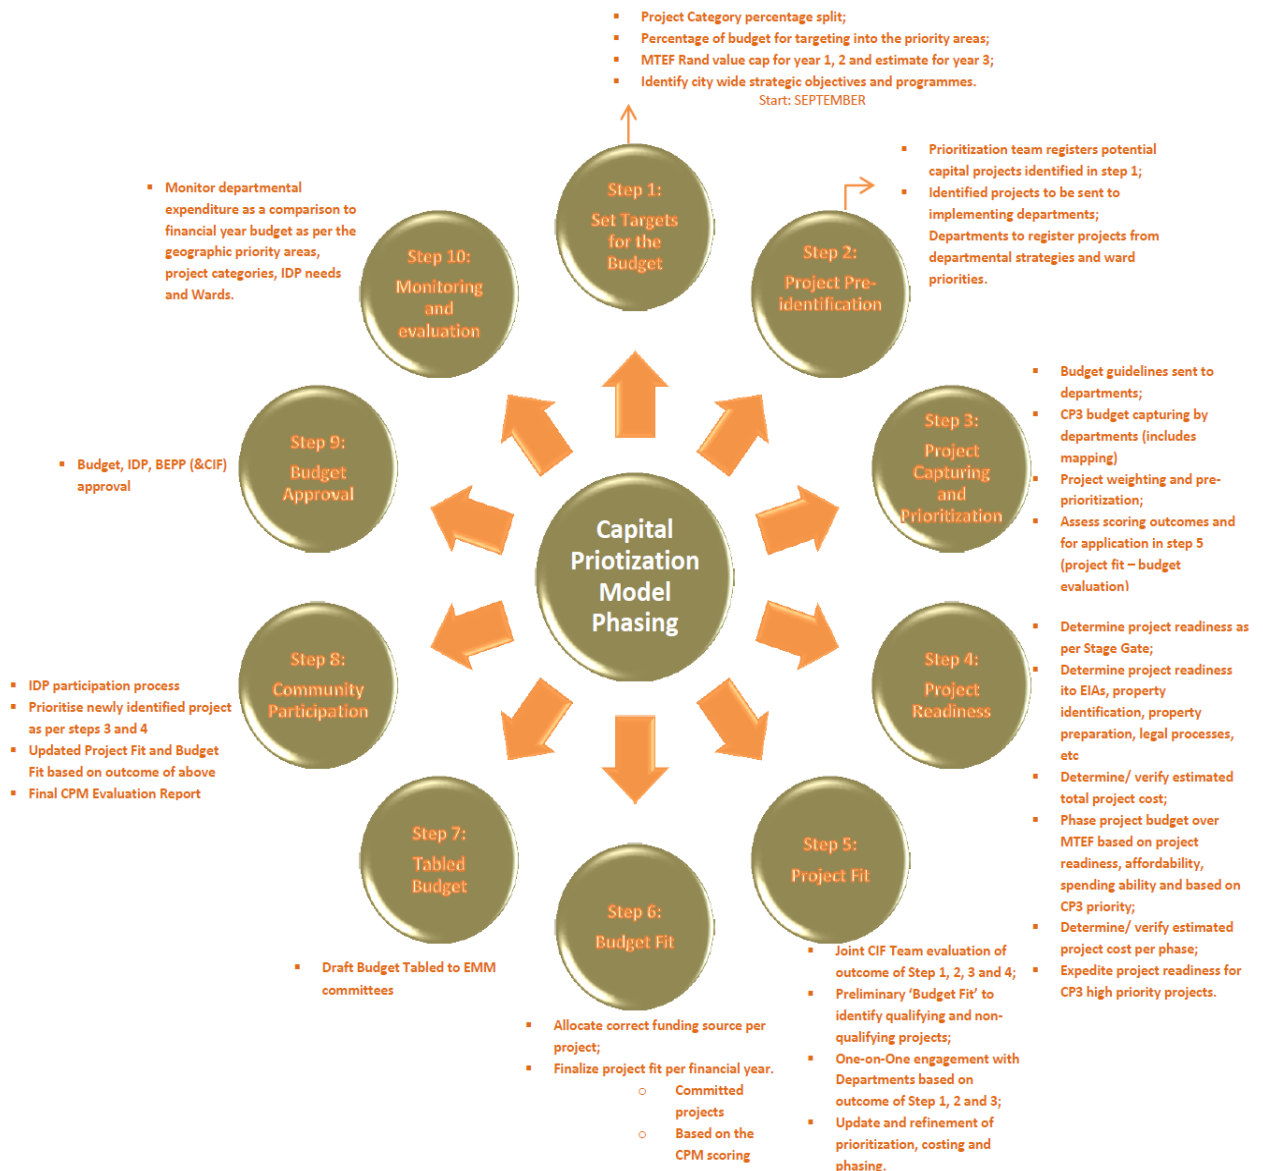 ▪ Project Category percentage split;
▪ Percentage of budget for targeting into the priority areas;
▪ MTEF Rand value cap for year 1, 2 and estimate for year 3;
▪ Identify city wide strategic objectives and programmes.
Start: SEPTEMBER
Step 1:
Set Targets
for the
Budget
▪ Prioritization team registers potential
capital projects identified in step 1;
▪ Identified projects to be sent to
implementing departments;
Departments to register projects from
departmental strategies and ward
priorities.
Step 2:
Project Pre-
identification
▪ Budget guidelines sent to
departments;
▪ CP3 budget capturing by
departments (includes
mapping)
▪ Project weighting and pre-
prioritization;
▪ Assess scoring outcomes and
for application in step 5
(project fit – budget
evaluation)
Step 3:
Project
Capturing
and
Prioritization
▪ Determine project readiness as
per Stage Gate;
▪ Determine project readiness
ito EIAs, property
identification, property
preparation, legal processes,
etc
▪ Determine/ verify estimated
total project cost;
▪ Phase project budget over
MTEF based on project
readiness, affordability,
spending ability and based on
CP3 priority;
▪ Determine/ verify estimated
project cost per phase;
▪ Expedite project readiness for
CP3 high priority projects.
Step 4:
Project
Readiness
Step 5:
Project Fit
▪ Joint CIF Team evaluation of
outcome of Step 1, 2, 3 and 4;
▪ Preliminary ‘Budget Fit’ to
identify qualifying and non-
qualifying projects;
▪ One-on-One engagement with
Departments based on
outcome of Step 1, 2 and 3;
▪ Update and refinement of
prioritization, costing and
phasing.
Step 6:
Budget Fit
▪ Allocate correct funding source per
project;
▪ Finalize project fit per financial year.
o Committed
projects
o Based on the
CPM scoring
Step 7:
Tabled
Budget
▪ Draft Budget Tabled to EMM
committees
Step 8:
Community
Participation
▪ IDP participation process
▪ Prioritise newly identified project
as per steps 3 and 4
▪ Updated Project Fit and Budget
Fit based on outcome of above
▪ Final CPM Evaluation Report
Step 9:
Budget
Approval
▪ Budget, IDP, BEPP (&CIF)
approval
Step 10:
Monitoring
and
evaluation
▪ Monitor departmental
expenditure as a comparison to
financial year budget as per the
geographic priority areas,
project categories, IDP needs
and Wards.
Capital
Priotization
Model
Phasing